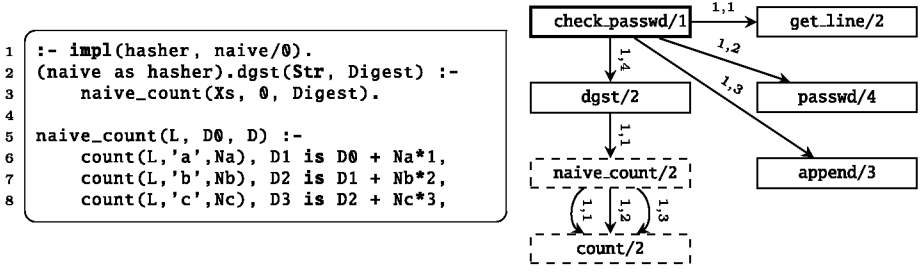 1 :- impl(hasher, naive/0).
2 (naive as hasher).dgst(Str, Digest) :-
3 naive_count(Xs, 0, Digest).
4
5 naive_count(L, D0, D) :-
6 count(L,'a',Na), D1 is D0 + Na*1,
7 count(L,'b',Nb), D2 is D1 + Nb*2,
8 count(L,'c',Nc), D3 is D2 + Nc*3,
check_passwd/1
1,1
get_line/2
1,4
1,2
1,3
dgst/2
passwd/4
1,1
naive_count/2
append/3
1,1
1,2
1,3
count/2